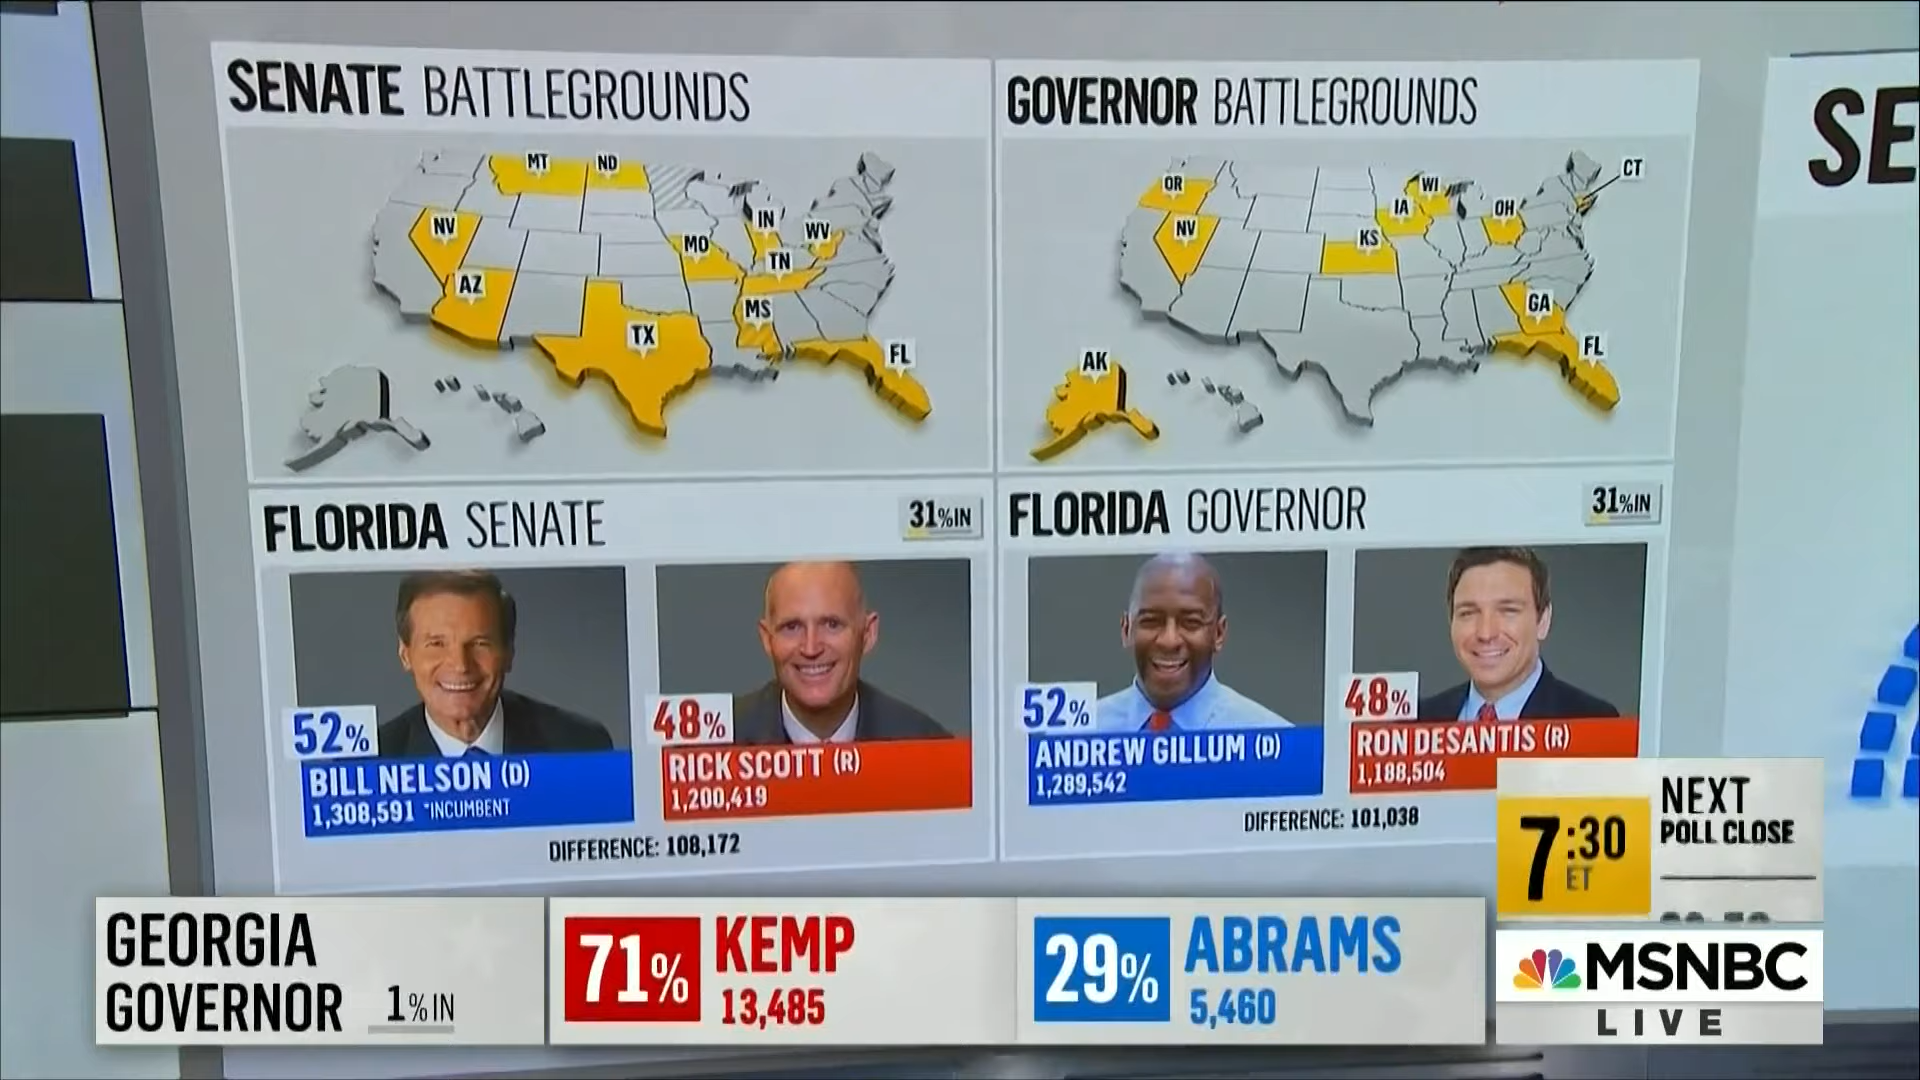 SENATE BATTLEGROUNDS
MT
ND
NV
IN
WV
MO
TN
AZ
MS
TX
FL
GOVERNOR BATTLEGROUNDS
CT
OR
WI
IA
OH
NV
KS
GA
FL
AK
SE
FLORIDA SENATE
31%IN
52%
BILL NELSON (D)
1,308,591 *INCUMBENT
48%
RICK SCOTT (R)
1,200,419
DIFFERENCE: 108,172
FLORIDA GOVERNOR
31%IN
52%
ANDREW GILLUM (D)
1,289,542
48%
RON DESANTIS (R)
1,188,504
DIFFERENCE: 101,038
7:30
ET
NEXT
POLL CLOSE
GEORGIA
GOVERNOR 1%IN
71% KEMP
13,485
29% ABRAMS
5,460
MSNBC
LIVE